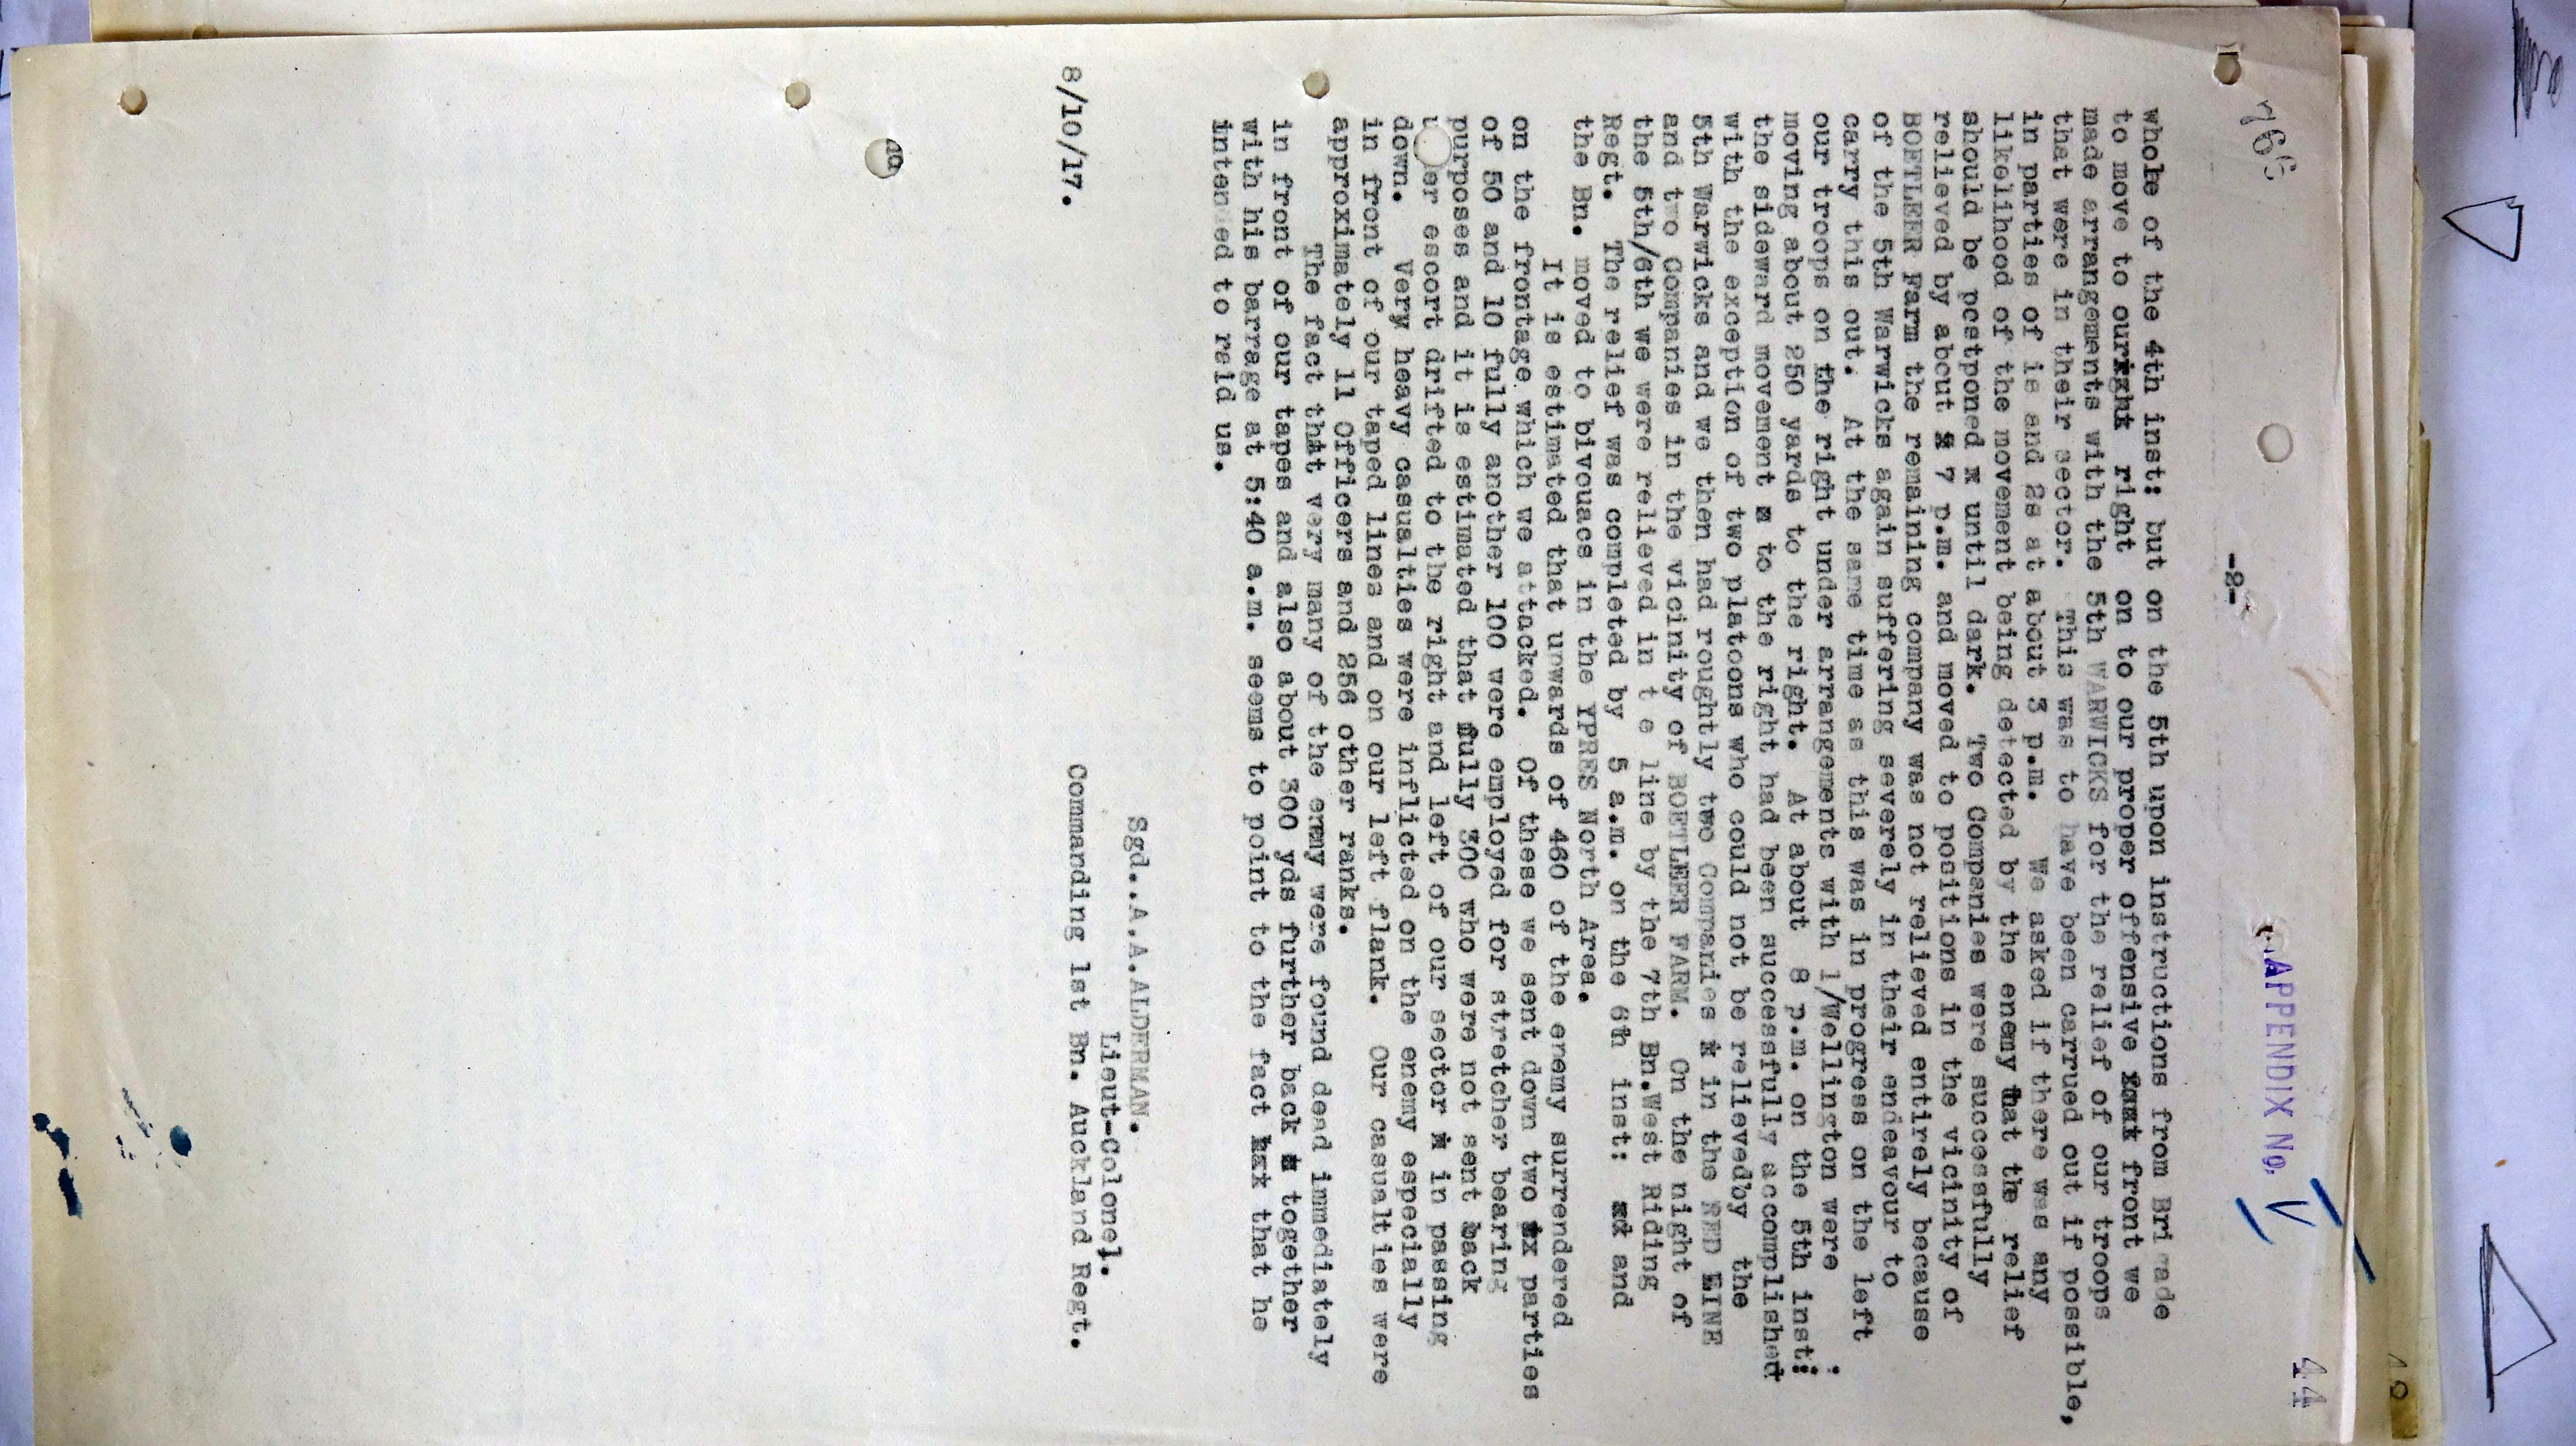 766
APPENDIX No. V
44
-2-
whole of the 4th inst: but on the 5th upon instructions from Brigade
to move to ouright right on to our proper offensive front we
made arrangements with the 5th WARWICKS for the relief of our troops
that were in their sector. This was to have been carrued out if possible,
in parties of 1s and 2s at about 3 p.m. We asked if there was any
likelihood of the movement being detected by the enemy that the relief
should be postponed x until dark. Two Companies were successfully
relieved by about 7 p.m. and moved to positions in the vicinity of
BOETLEER Farm the remaining company was not relieved entirely because
of the 5th Warwicks again suffering severely in their endeavour to
carry this out. At the same time as this was in progress on the left
our troops on the right under arrangements with 1/Wellington were
moving about 250 yards to the right. At about 8 p.m. on the 5th inst:
the sideward movement to the right had been successfully accomplished
with the exception of two platoons who could not be relievedby the
5th Warwicks and we then had roughtly two Companies in the RED LINE
and two Companies in the vicinity of BOETLEER FARM. On the night of
the 5th/6th we were relieved in t e line by the 7th Bn.West Riding
Regt. The relief was completed by 5 a.m. on the 6th inst: and
the Bn. moved to bivouacs in the YPRES North Area.
It is estimated that upwards of 460 of the enemy surrendered
on the frontage which we attacked. Of these we sent down two parties
of 50 and 10 fully another 100 were employed for stretcher bearing
purposes and it is estimated that fully 300 who were not sent back
u er escort drifted to the right and left of our sector in passing
down. Very heavy casualties were inflicted on the enemy especially
in front of our taped lines and on our left flank. Our casualties were
approximately 11 Officers and 256 other ranks.
The fact that very many of the enemy were found dead immediately
in front of our tapes and also about 300 yds further back together
with his barrage at 5:40 a.m. seems to point to the fact that he
intended to raid us.
Sgd..A.A.ALDERMAN.
Lieut-Colonel.
8/10/17. Commanding 1st Bn. Auckland Regt.